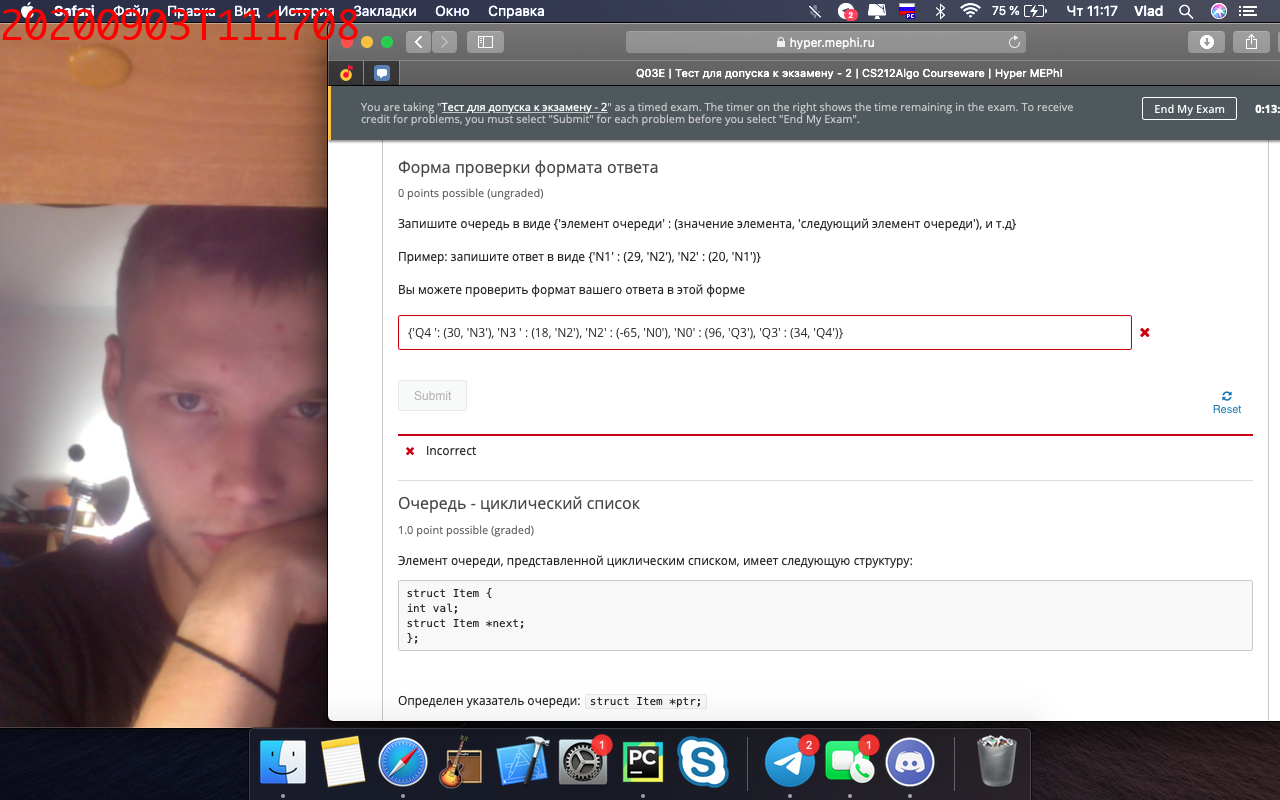 20200903T111708
Safari Файл Правка Вид История Закладки Окно Справка
2 РС 75 % Чт 11:17 Vlad
hyper.mephi.ru
Q03E | Тест для допуска к экзамену - 2 | CS212Algo Courseware | Hyper MEPhI
You are taking "Тест для допуска к экзамену - 2" as a timed exam. The timer on the right shows the time remaining in the exam. To receive
credit for problems, you must select "Submit" for each problem before you select "End My Exam".
End My Exam
0:13:
Форма проверки формата ответа
0 points possible (ungraded)
Запишите очередь в виде {'элемент очереди' : (значение элемента, 'следующий элемент очереди'), и т.д}
Пример: запишите ответ в виде {'N1' : (29, 'N2'), 'N2' : (20, 'N1')}
Вы можете проверить формат вашего ответа в этой форме
{'Q4 ': (30, 'N3'), 'N3 ' : (18, 'N2'), 'N2' : (-65, 'N0'), 'N0' : (96, 'Q3'), 'Q3' : (34, 'Q4')}
Submit
Reset
Incorrect
Очередь - циклический список
1.0 point possible (graded)
Элемент очереди, представленной циклическим списком, имеет следующую структуру:
struct Item {
int val;
struct Item *next;
};
Определен указатель очереди: struct Item *ptr;
1
PC
2
1